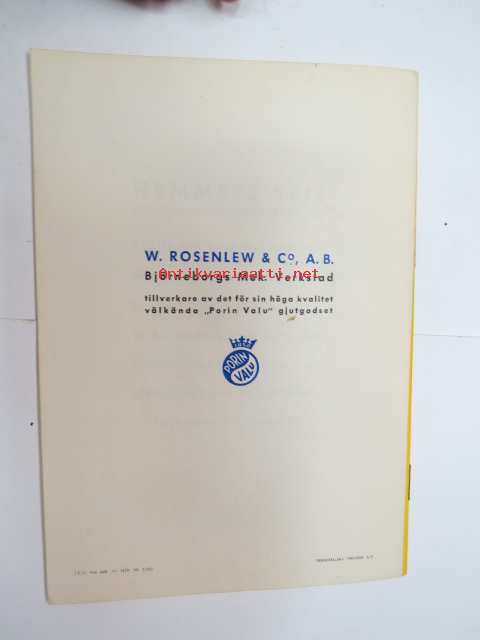 W. ROSENLEW & Co, A.B.
Björneborgs Mek. Verkstad
antikvariaatti.net
tillverkare av det för sin höga kvalitet
välkända „Porin Valu" gjutgodset
PORIN
VALU